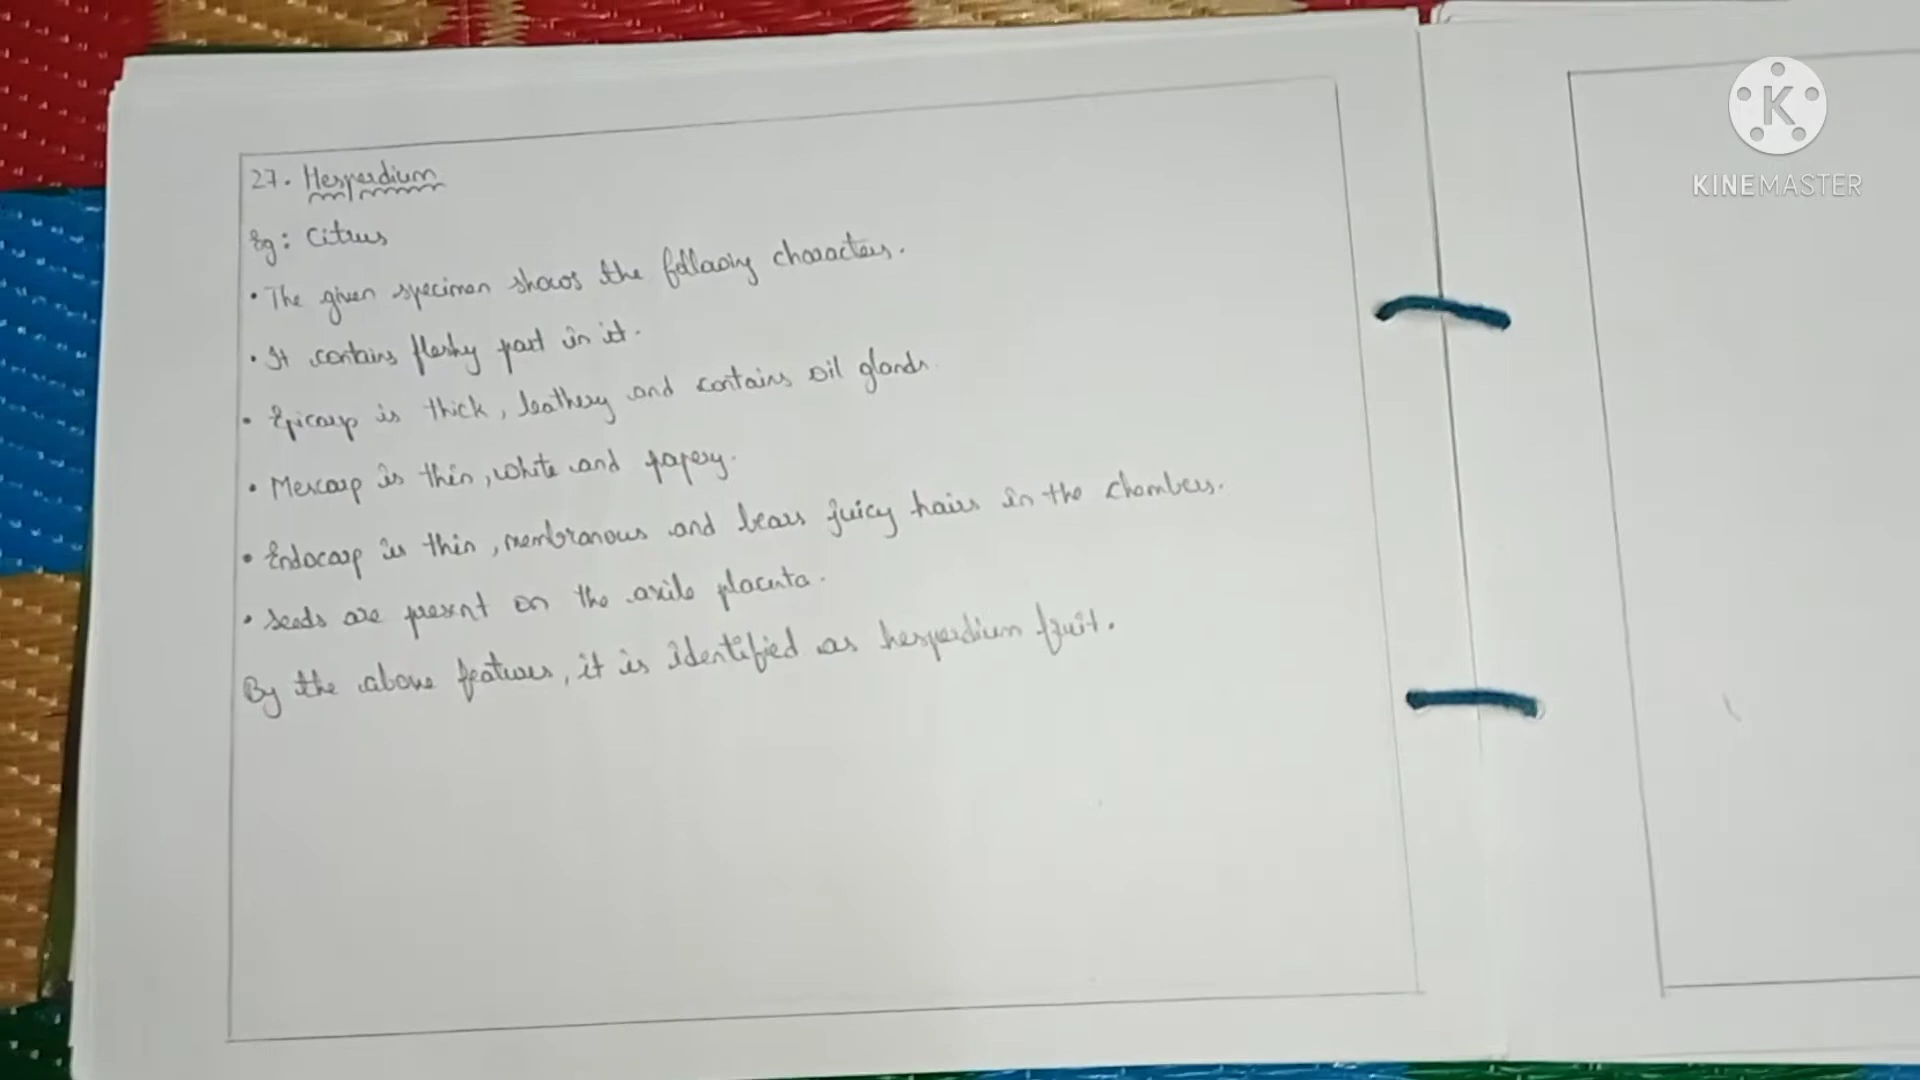 27. Hesperdium
Eg: Citrus
• The given specimen shows the following characters.
• It contains fleshy part in it.
• Epicarp is thick, leathery and contains oil glands.
• Mescarp is thin, white and papery.
• Endocarp is thin, membranous and bears juicy hairs in the chambers.
• Seeds are present on the axile placenta.
By the above features, it is identified as hesperdium fruit.
K
KINEMASTER